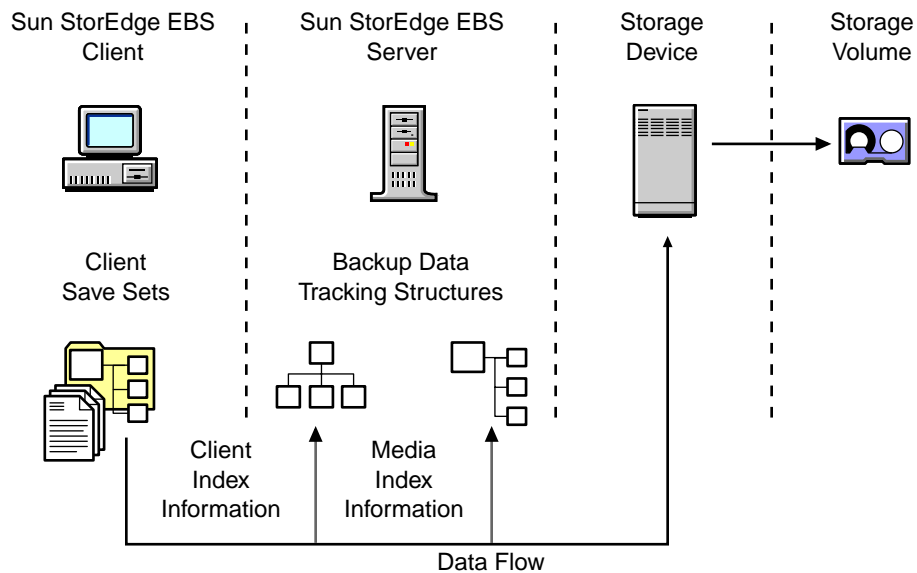 Sun StorEdge EBS
Client
Sun StorEdge EBS
Server
Storage
Device
Storage
Volume
Client
Save Sets
Backup Data
Tracking Structures
Client
Index
Information
Media
Index
Information
Data Flow